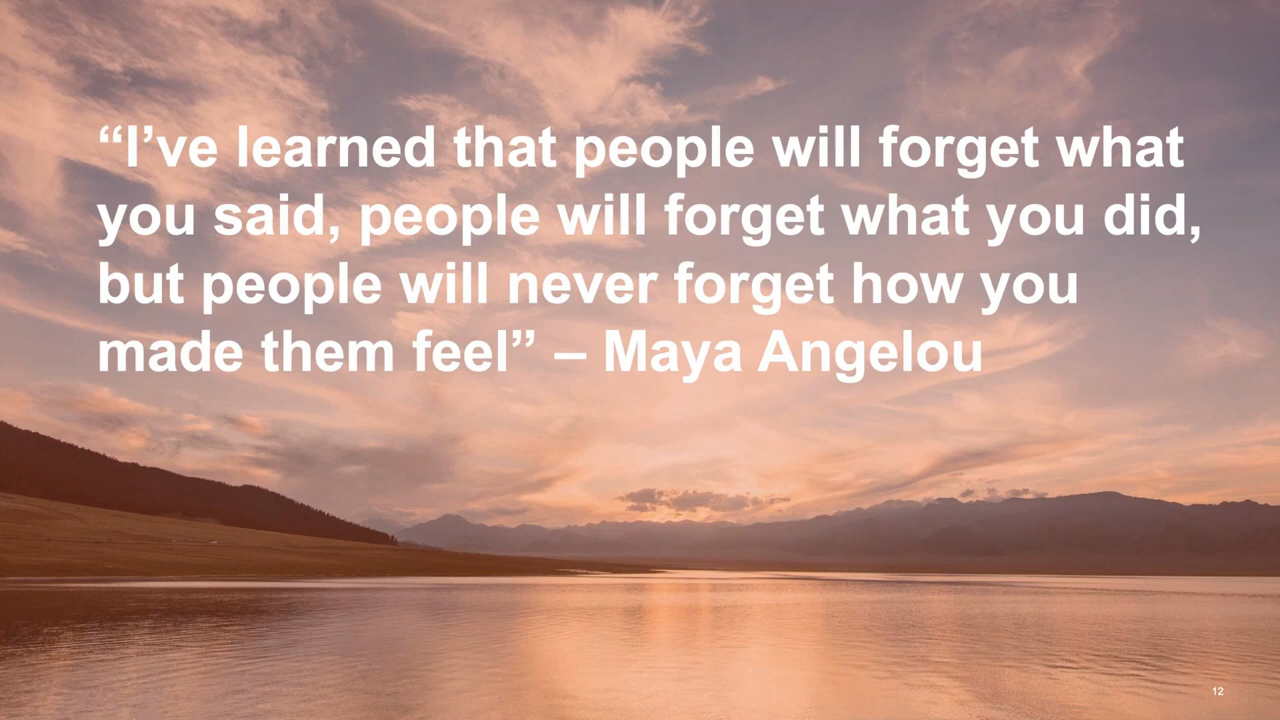 “I’ve learned that people will forget what
you said, people will forget what you did,
but people will never forget how you
made them feel” – Maya Angelou
12